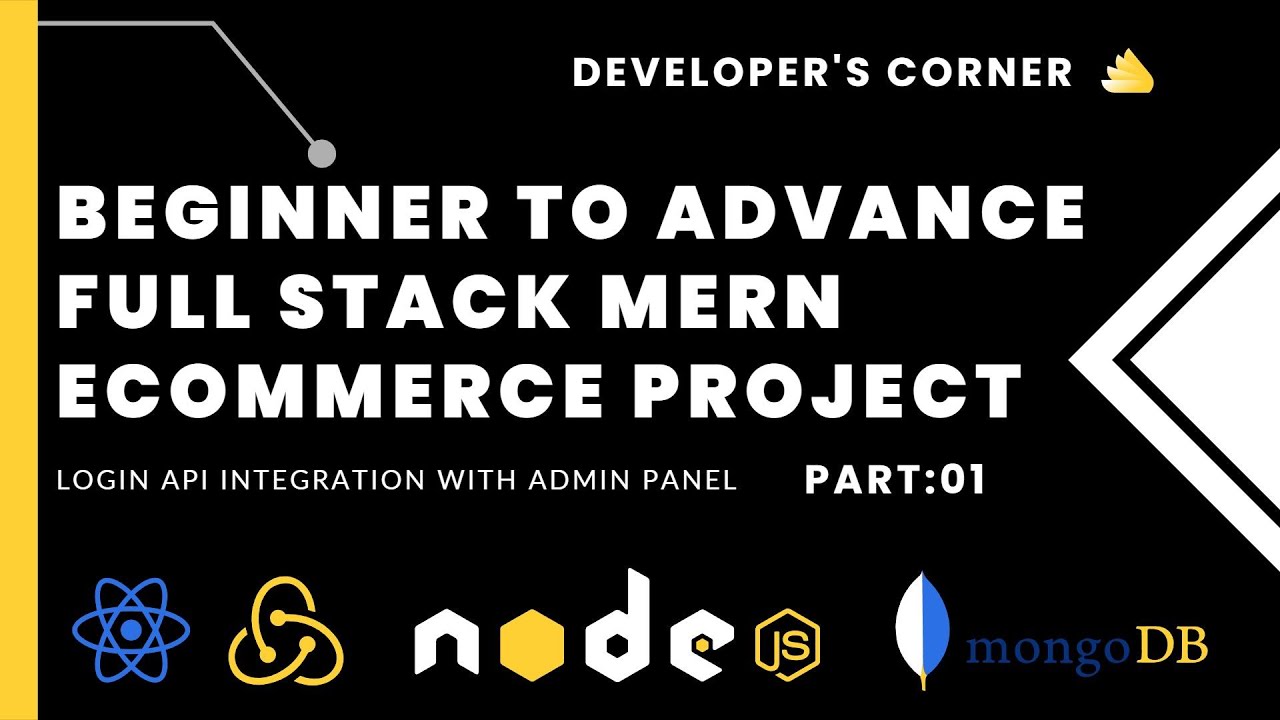 DEVELOPER'S CORNER
BEGINNER TO ADVANCE
FULL STACK MERN
ECOMMERCE PROJECT
LOGIN API INTEGRATION WITH ADMIN PANEL PART:01
node JS mongoDB